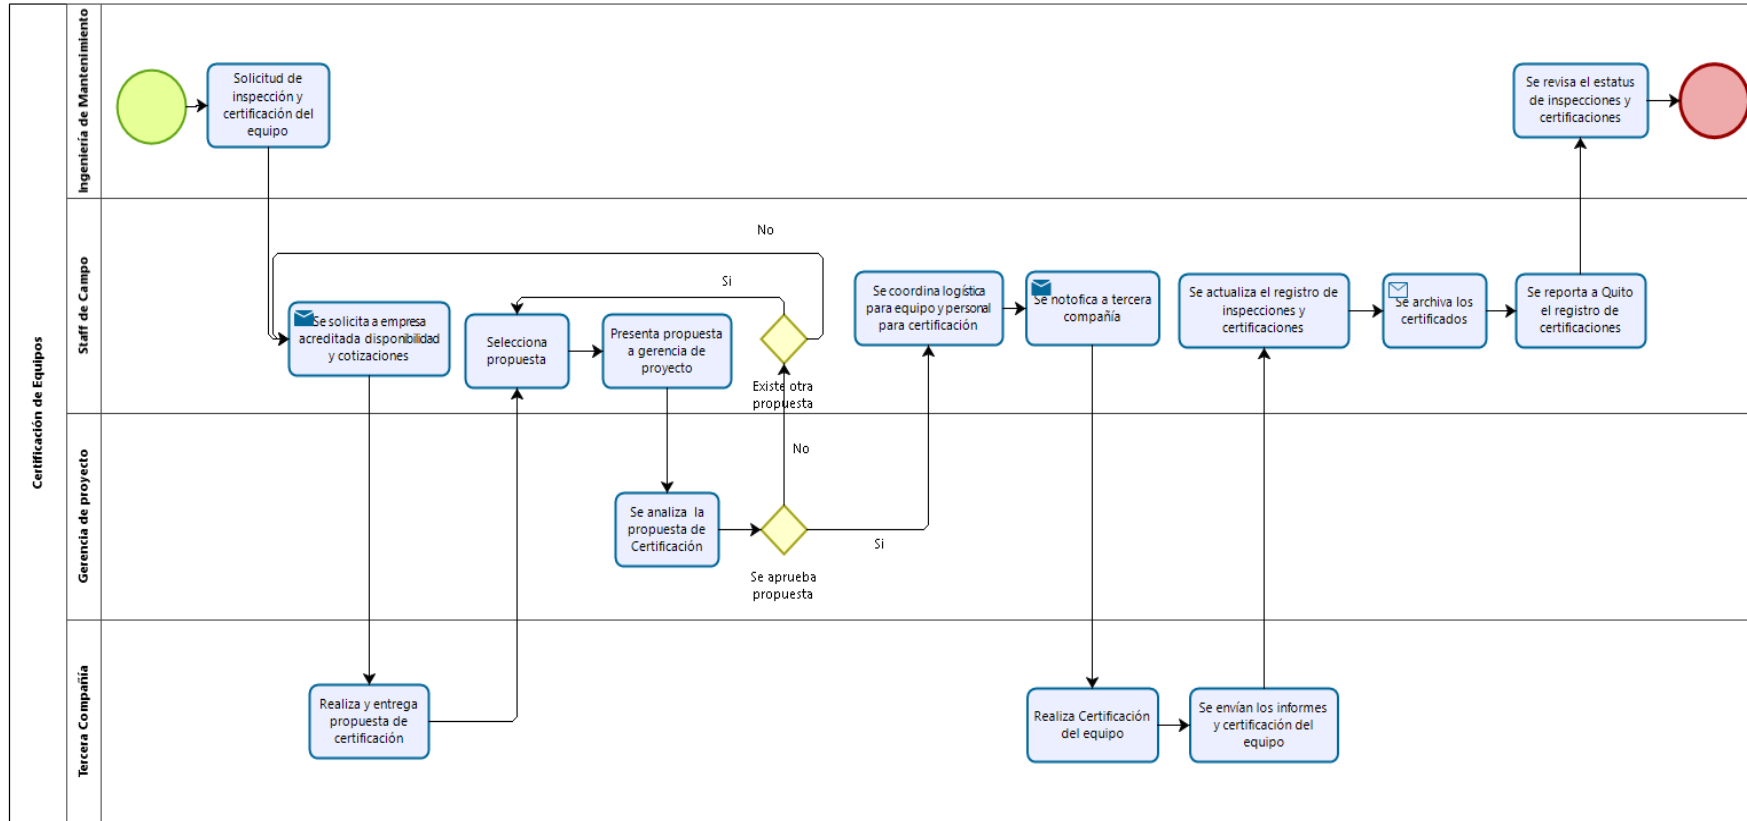 Certificación de Equipos
Ingeniería de Mantenimiento
Solicitud de
inspección y
certificación del
equipo
Se revisa el estatus
de inspecciones y
certificaciones
Staff de Campo
No
Si
Se solicita a empresa
acreditada disponibilidad
y cotizaciones
Selecciona
propuesta
Presenta propuesta
a gerencia de
proyecto
Existe otra
propuesta
Se coordina logística
para equipo y personal
para certificación
Se notofica a tercera
compañía
Se actualiza el registro de
inspecciones y
certificaciones
Se archiva los
certificados
Se reporta a Quito
el registro de
certificaciones
Gerencia de proyecto
No
Se analiza la
propuesta de
Certificación
Si
Se aprueba
propuesta
Tercera Compañía
Realiza y entrega
propuesta de
certificación
Realiza Certificación
del equipo
Se envían los informes
y certificación del
equipo